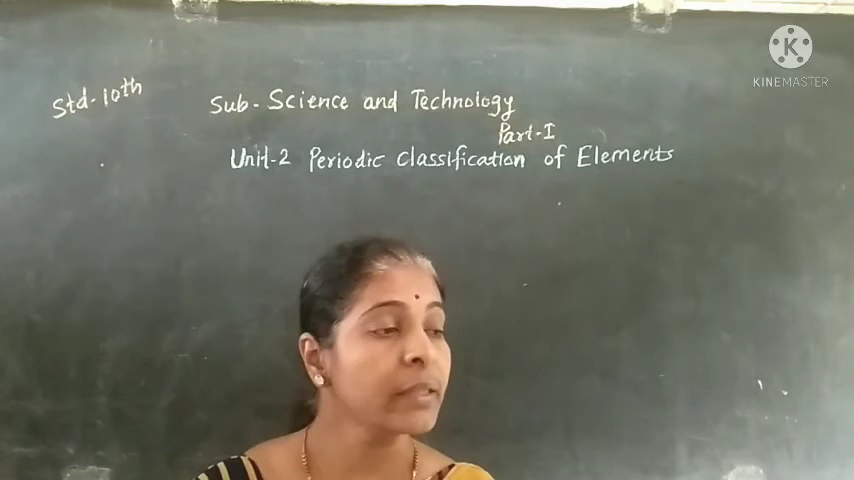 Std-10th
Sub-Science and Technology
Part-I
Unit-2 Periodic Classification of Elements
K
KINEMASTER